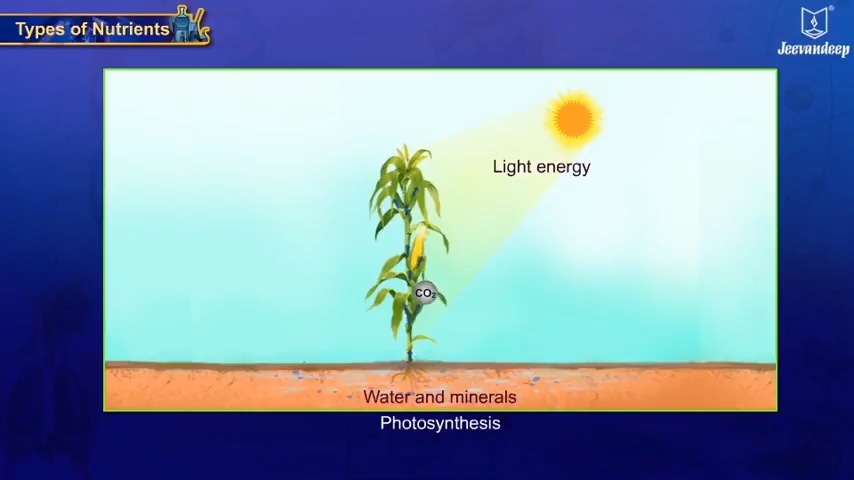 Types of Nutrients
Jeevandeep
Light energy
CO₂
Water and minerals
Photosynthesis